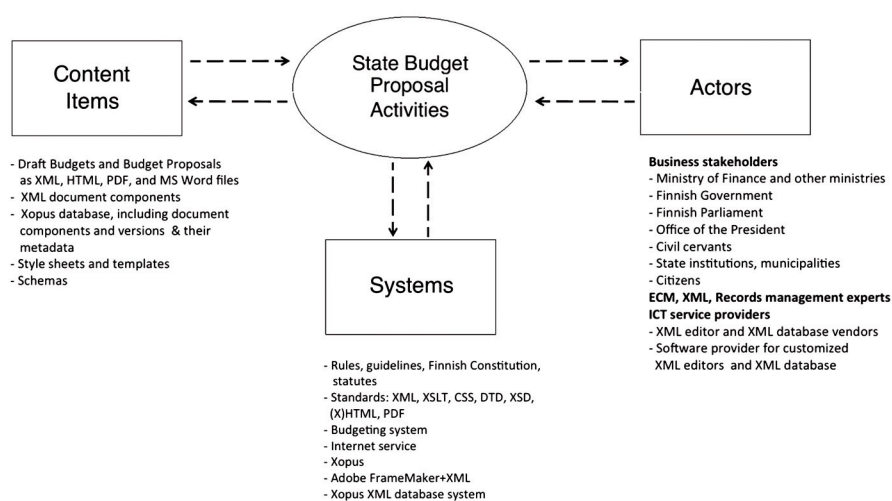 Content
Items
State Budget
Proposal
Activities
Actors
- Draft Budgets and Budget Proposals
as XML, HTML, PDF, and MS Word files
- XML document components
- Xopus database, including document
components and versions & their
metadata
- Style sheets and templates
- Schemas
Systems
- Rules, guidelines, Finnish Constitution,
statutes
- Standards: XML, XSLT, CSS, DTD, XSD,
(X)HTML, PDF
- Budgeting system
- Internet service
- Xopus
- Adobe FrameMaker+XML
- Xopus XML database system
Business stakeholders
- Ministry of Finance and other ministries
- Finnish Government
- Finnish Parliament
- Office of the President
- Civil cervants
- State institutions, municipalities
- Citizens
ECM, XML, Records management experts
ICT service providers
- XML editor and XML database vendors
- Software provider for customized
XML editors and XML database